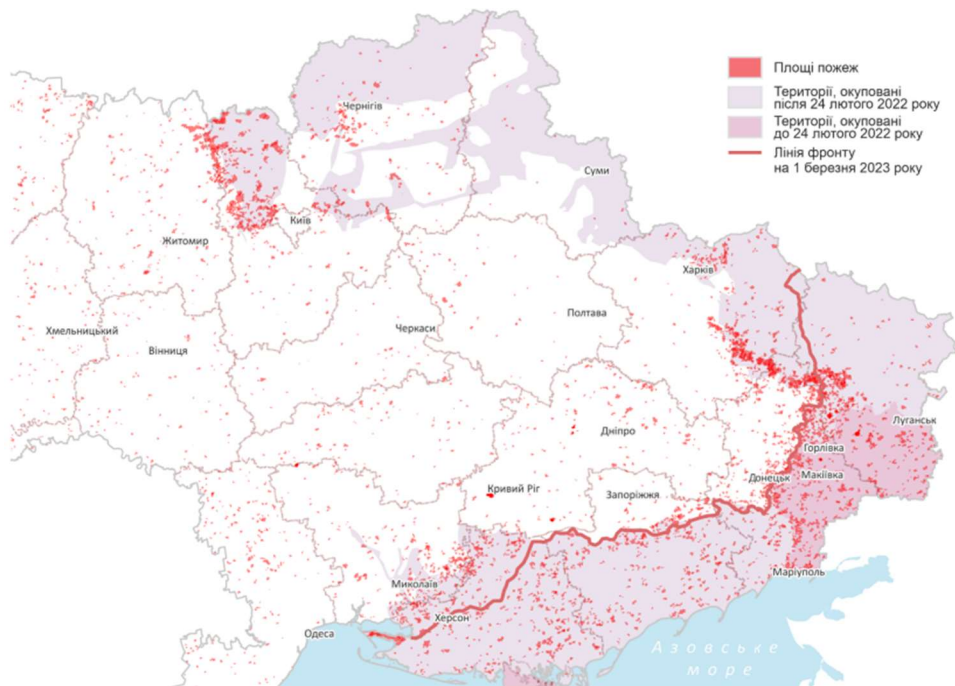 Площі пожеж
Території, окуповані
після 24 лютого 2022 року
Території, окуповані
до 24 лютого 2022 року
Лінія фронту
на 1 березня 2023 року
Чернігів
Суми
Київ
Житомир
Харків
Хмельницький
Вінниця
Черкаси
Полтава
Луганськ
Дніпро
Горлівка
Донецьк
Макіївка
Кривий Ріг
Запоріжжя
Маріуполь
Миколаїв
Херсон
Одеса
Азовське
море